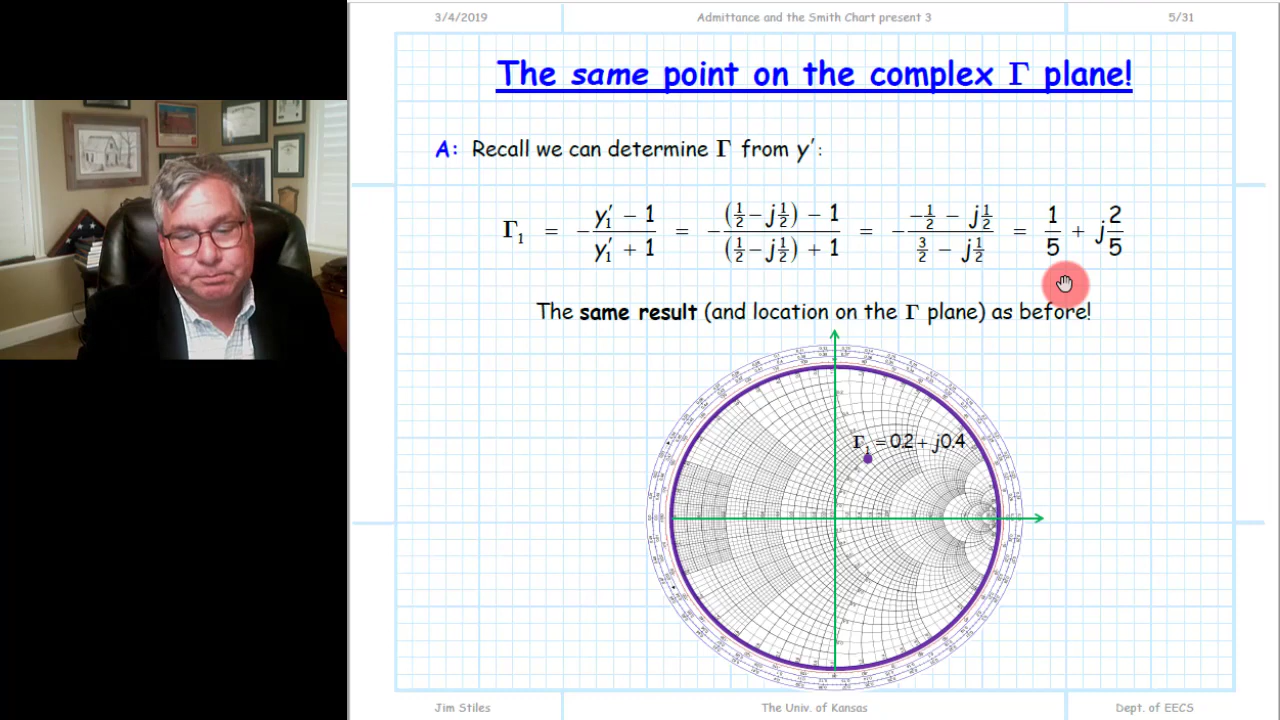 3/4/2019 Admittance and the Smith Chart present 3 5/31
The same point on the complex Γ plane!
A: Recall we can determine Γ from y′:
Γ₁ = −(y₁′ − 1)/(y₁′ + 1) = −((1/2 − j1/2) − 1)/((1/2 − j1/2) + 1) = −(−1/2 − j1/2)/(3/2 − j1/2) = 1/5 + j2/5
The same result (and location on the Γ plane) as before!
Γ₁ = 0.2 + j0.4
Jim Stiles The Univ. of Kansas Dept. of EECS